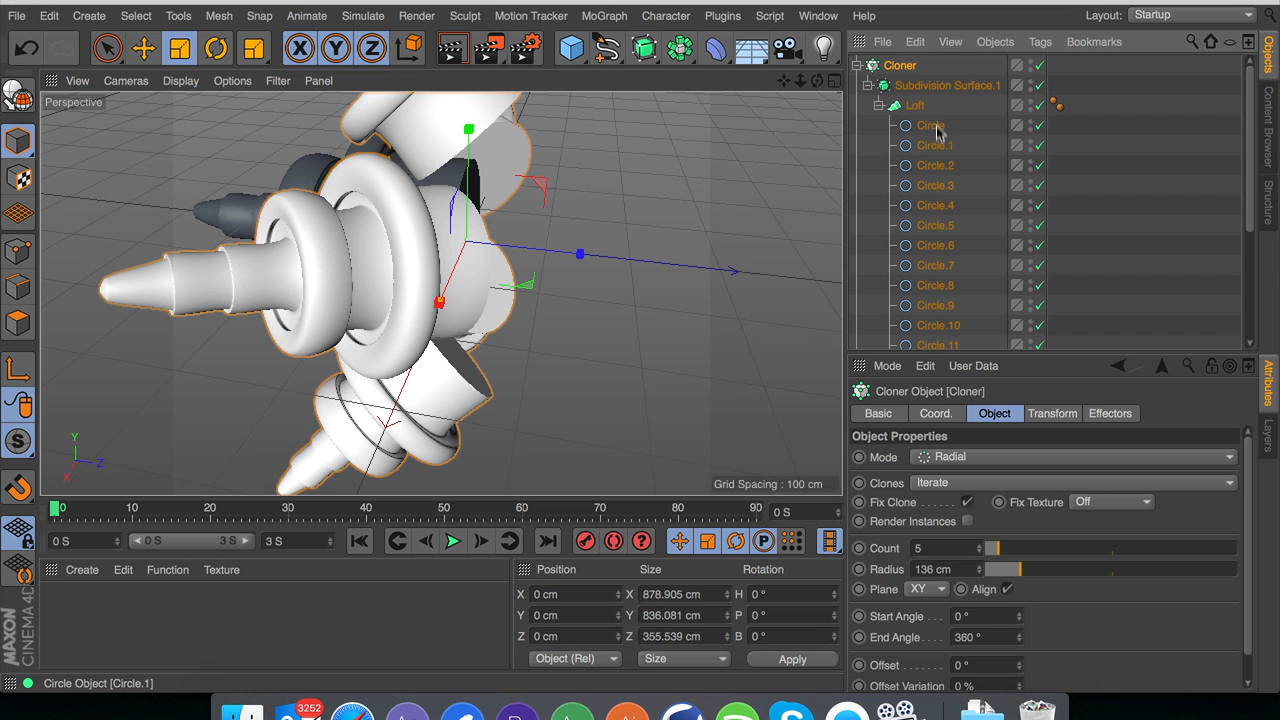 File Edit Create Select Tools Mesh Snap Animate Simulate Render Sculpt Motion Tracker MoGraph Character Plugins Script Window Help Layout: Startup
X Y Z
View Cameras Display Options Filter Panel
Perspective
Y
Z
X
Grid Spacing : 100 cm
0 10 20 30 40 50 60 70 80 90 0 S
0 S 0 S 3 S 3 S
P
S
Create Edit Function Texture
Position Size Rotation
X 0 cm X 878.905 cm H 0 °
Y 0 cm Y 836.081 cm P 0 °
Z 0 cm Z 355.539 cm B 0 °
Object (Rel) Size Apply
MAXON
CINEMA 4D
Circle Object [Circle.1]
File Edit View Objects Tags Bookmarks
Cloner
Subdivision Surface.1
Loft
Circle
Circle.1
Circle.2
Circle.3
Circle.4
Circle.5
Circle.6
Circle.7
Circle.8
Circle.9
Circle.10
Circle.11
Objects
Content Browser
Structure
Mode Edit User Data
Cloner Object [Cloner]
Basic Coord. Object Transform Effectors
Object Properties
Mode Radial
Clones Iterate
Fix Clone Fix Texture Off
Render Instances
Count 5
Radius 136 cm
Plane XY Align
Start Angle 0 °
End Angle 360 °
Offset 0 °
Offset Variation 0 %
Attributes
Layers
3252